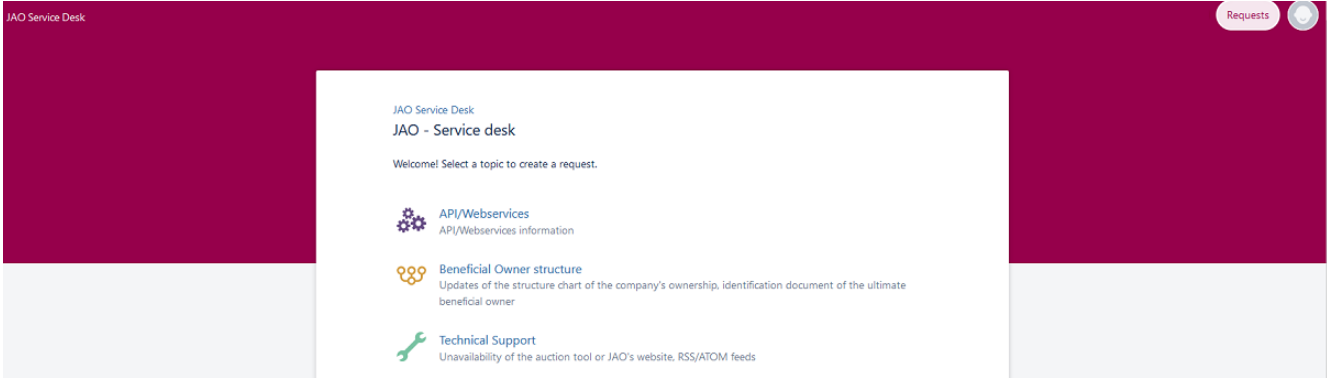 JAO Service Desk
Requests
JAO Service Desk
JAO - Service desk
Welcome! Select a topic to create a request.
API/Webservices
API/Webservices information
Beneficial Owner structure
Updates of the structure chart of the company's ownership, identification document of the ultimate
beneficial owner
Technical Support
Unavailability of the auction tool or JAO's website, RSS/ATOM feeds